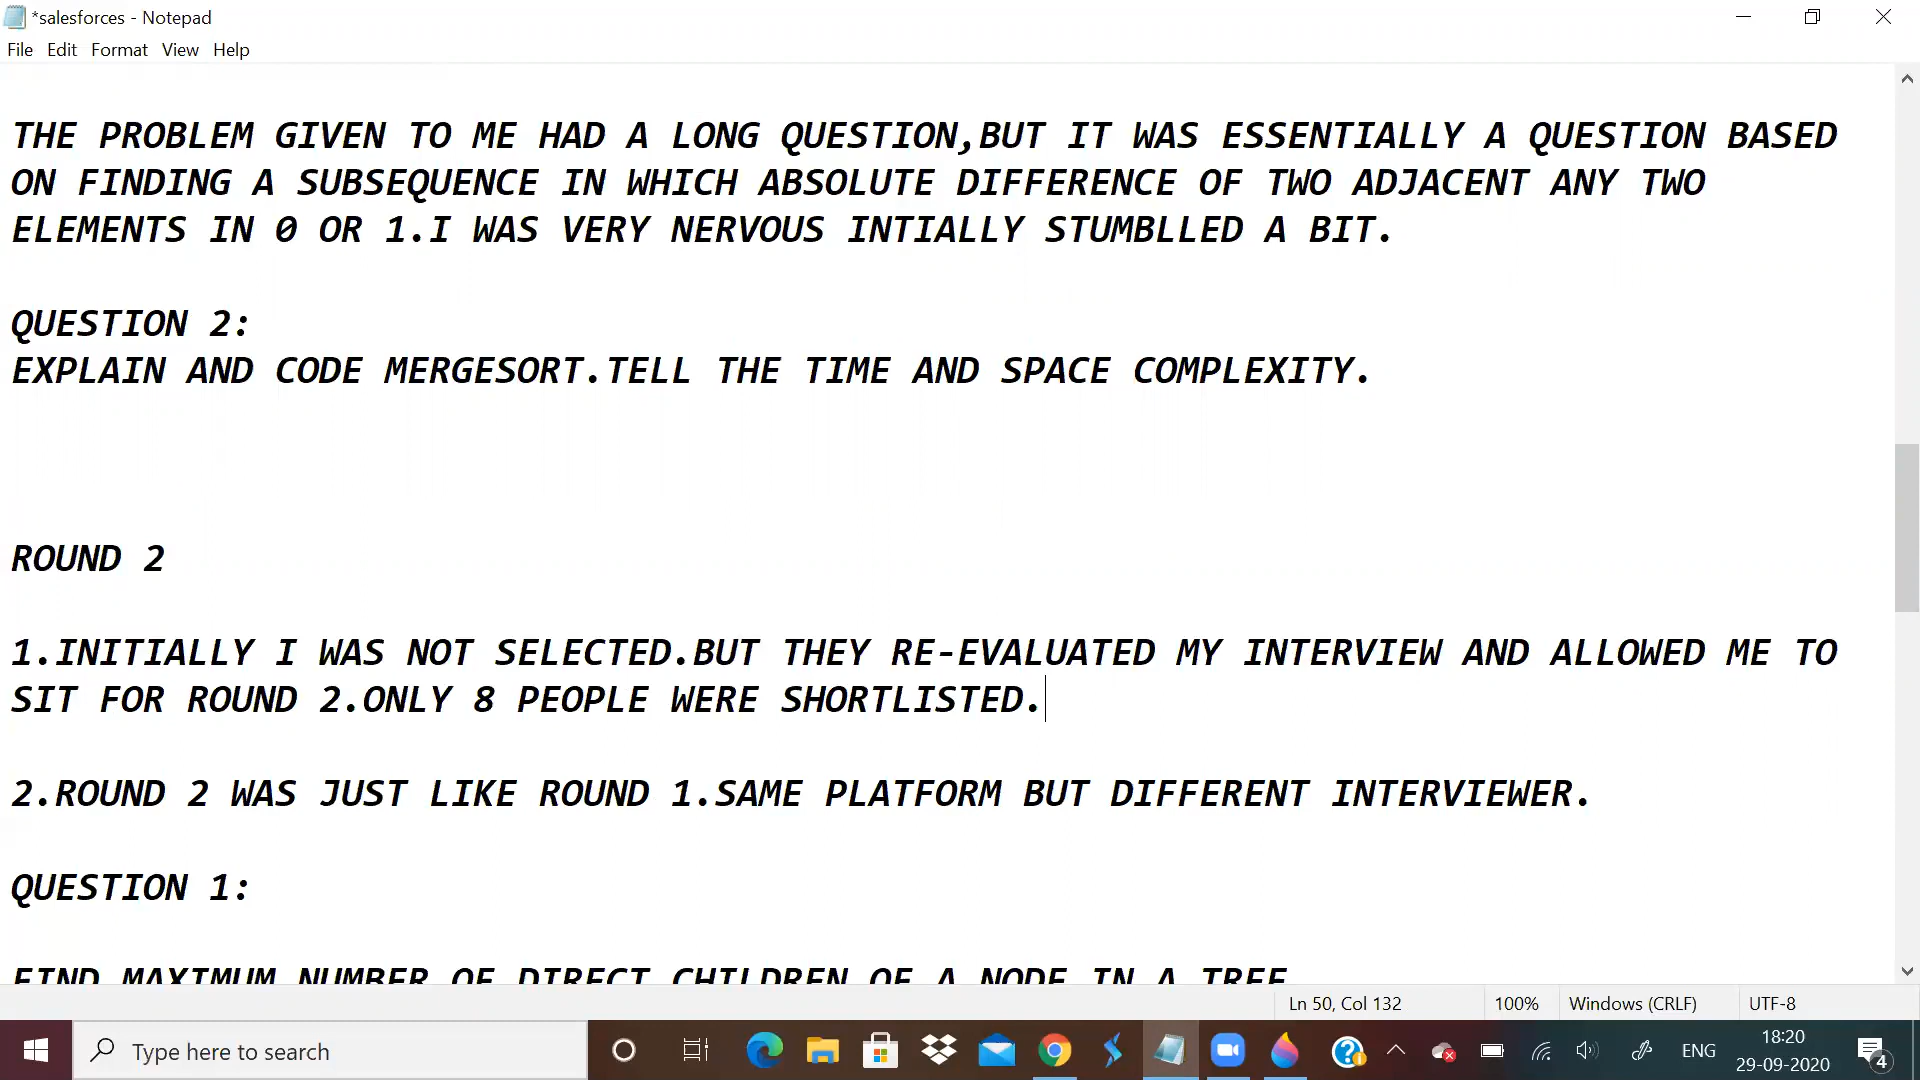 *salesforces - Notepad
File Edit Format View Help
THE PROBLEM GIVEN TO ME HAD A LONG QUESTION,BUT IT WAS ESSENTIALLY A QUESTION BASED
ON FINDING A SUBSEQUENCE IN WHICH ABSOLUTE DIFFERENCE OF TWO ADJACENT ANY TWO
ELEMENTS IN 0 OR 1.I WAS VERY NERVOUS INTIALLY STUMBLLED A BIT.
QUESTION 2:
EXPLAIN AND CODE MERGESORT.TELL THE TIME AND SPACE COMPLEXITY.
ROUND 2
1.INITIALLY I WAS NOT SELECTED.BUT THEY RE-EVALUATED MY INTERVIEW AND ALLOWED ME TO
SIT FOR ROUND 2.ONLY 8 PEOPLE WERE SHORTLISTED.
2.ROUND 2 WAS JUST LIKE ROUND 1.SAME PLATFORM BUT DIFFERENT INTERVIEWER.
QUESTION 1:
FIND MAXIMUM NUMBER OF DIRECT CHILDREN OF A NODE IN A TREE
Ln 50, Col 132 100% Windows (CRLF) UTF-8
Type here to search
ENG
18:20
29-09-2020
4